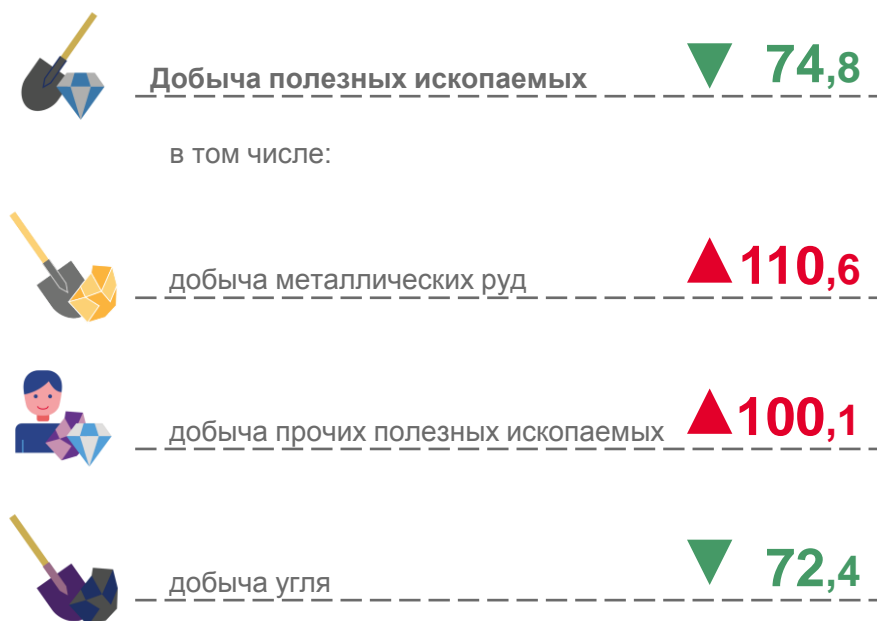 Добыча полезных ископаемых ▼ 74,8
в том числе:
добыча металлических руд ▲ 110,6
добыча прочих полезных ископаемых ▲ 100,1
добыча угля ▼ 72,4